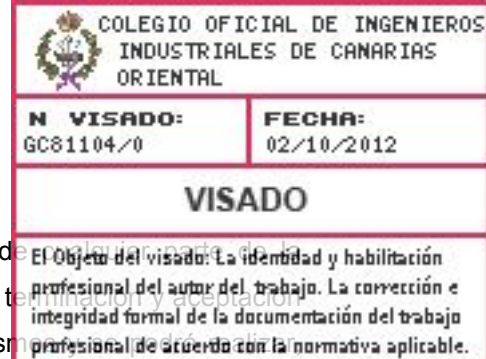 COLEGIO OFICIAL DE INGENIEROS
INDUSTRIALES DE CANARIAS
ORIENTAL
N VISADO:
GC81104/0
FECHA:
02/10/2012
VISADO
El Objeto del visado: La identidad y habilitación
profesional del autor del trabajo. La corrección e
integridad formal de la documentación del trabajo
profesional de acuerdo con la normativa aplicable.